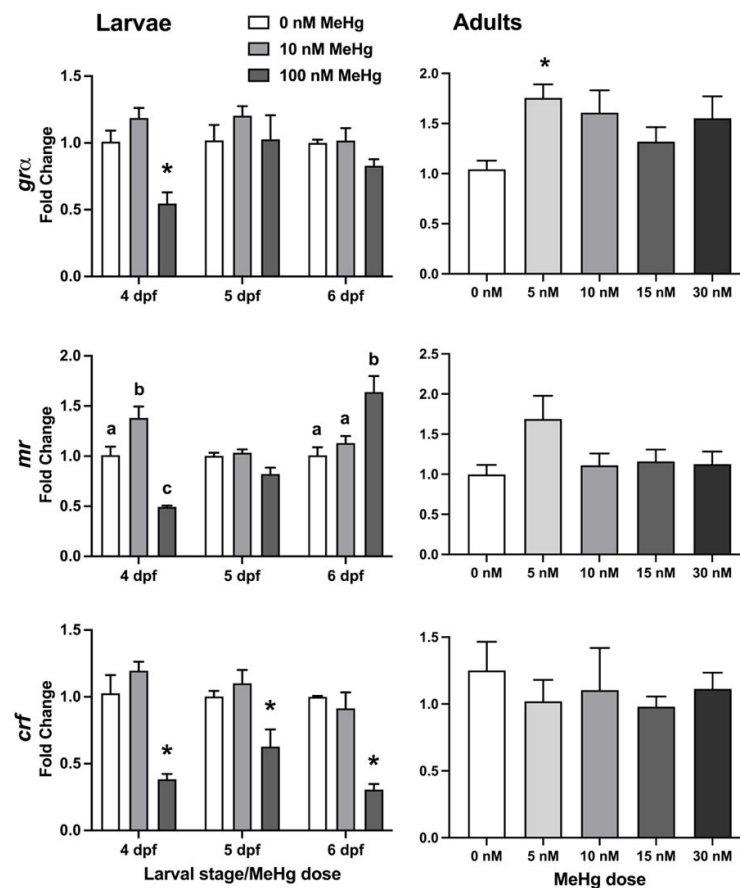 Larvae
0 nM MeHg
10 nM MeHg
100 nM MeHg
Adults
grα
Fold Change
1.5
1.0
0.5
0.0
*
4 dpf 5 dpf 6 dpf
2.0
1.5
1.0
0.5
0.0
*
0 nM 5 nM 10 nM 15 nM 30 nM
mr
Fold Change
2.0
1.5
1.0
0.5
0.0
a b c
a a b
4 dpf 5 dpf 6 dpf
2.5
2.0
1.5
1.0
0.5
0.0
0 nM 5 nM 10 nM 15 nM 30 nM
crf
Fold Change
1.5
1.0
0.5
0.0
* * *
4 dpf 5 dpf 6 dpf
Larval stage/MeHg dose
1.5
1.0
0.5
0.0
0 nM 5 nM 10 nM 15 nM 30 nM
MeHg dose